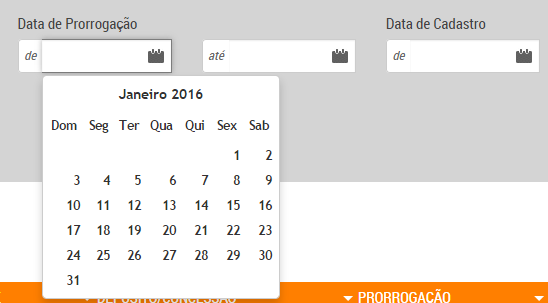 Data de Prorrogação Data de Cadastro
de até de
Janeiro 2016
Dom Seg Ter Qua Qui Sex Sab
1 2
3 4 5 6 7 8 9
10 11 12 13 14 15 16
17 18 19 20 21 22 23
24 25 26 27 28 29 30
31
DEPÓSITO/CONCESSÃO PRORROGAÇÃO